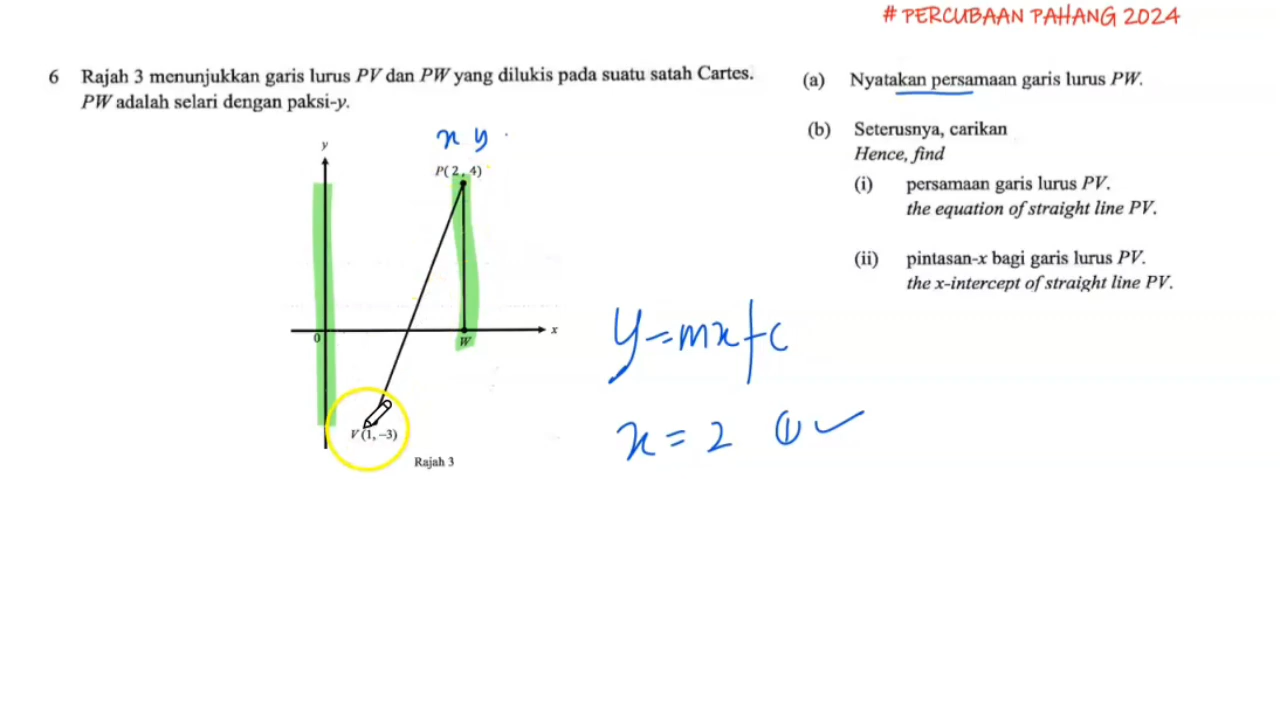 # PERCUBAAN PAHANG 2024
6 Rajah 3 menunjukkan garis lurus PV dan PW yang dilukis pada suatu satah Cartes.
PW adalah selari dengan paksi-y.
x y
y
P(2, 4)
0
W
x
V(1, –3)
Rajah 3
(a) Nyatakan persamaan garis lurus PW.
(b) Seterusnya, carikan
Hence, find
(i) persamaan garis lurus PV.
the equation of straight line PV.
(ii) pintasan-x bagi garis lurus PV.
the x-intercept of straight line PV.
y=mx+c
x = 2 ① ✓